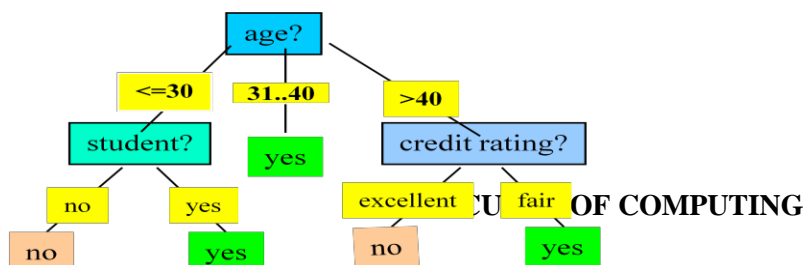 age?
<=30 31..40 >40
student? yes credit rating?
no yes excellent fair OF COMPUTING
no yes no yes